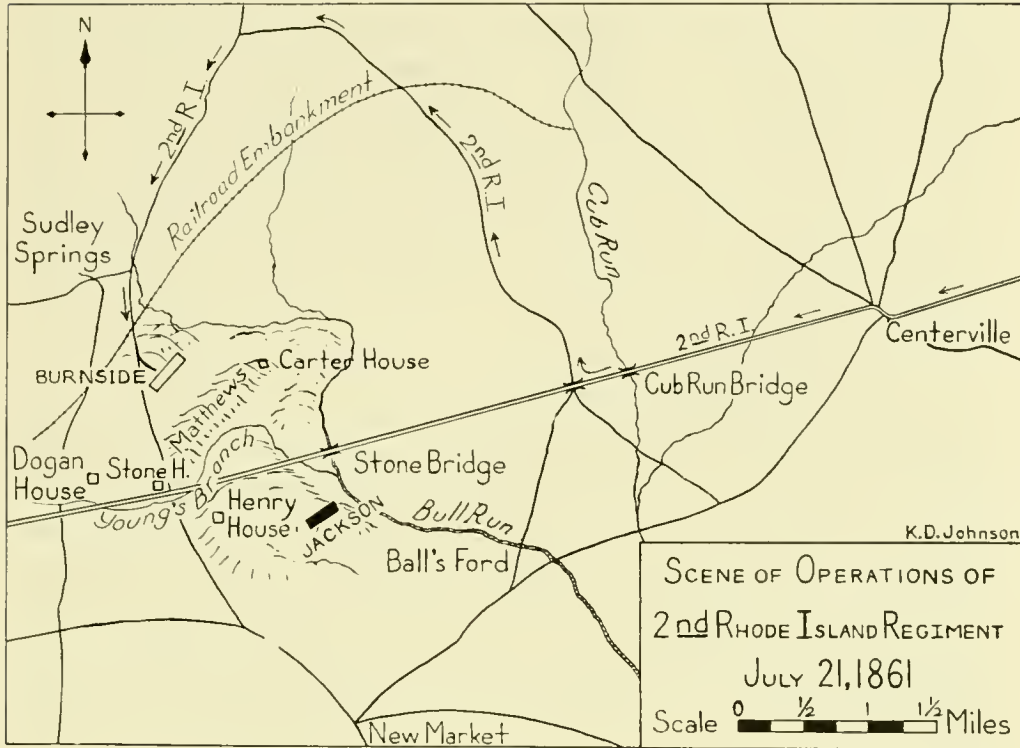 N
2nd R.I.
Railroad Embankment
2nd R.I.
Cub Run
Sudley
Springs
2nd R.I.
Centerville
BURNSIDE
Carter House
Cub Run Bridge
Matthews
Dogan
House
Stone H.
Stone Bridge
Young's Branch
Henry
House
JACKSON
Bull Run
Ball's Ford
K.D. Johnson
New Market
SCENE OF OPERATIONS OF
2nd RHODE ISLAND REGIMENT
JULY 21, 1861
Scale 0 ½ 1 1½ Miles